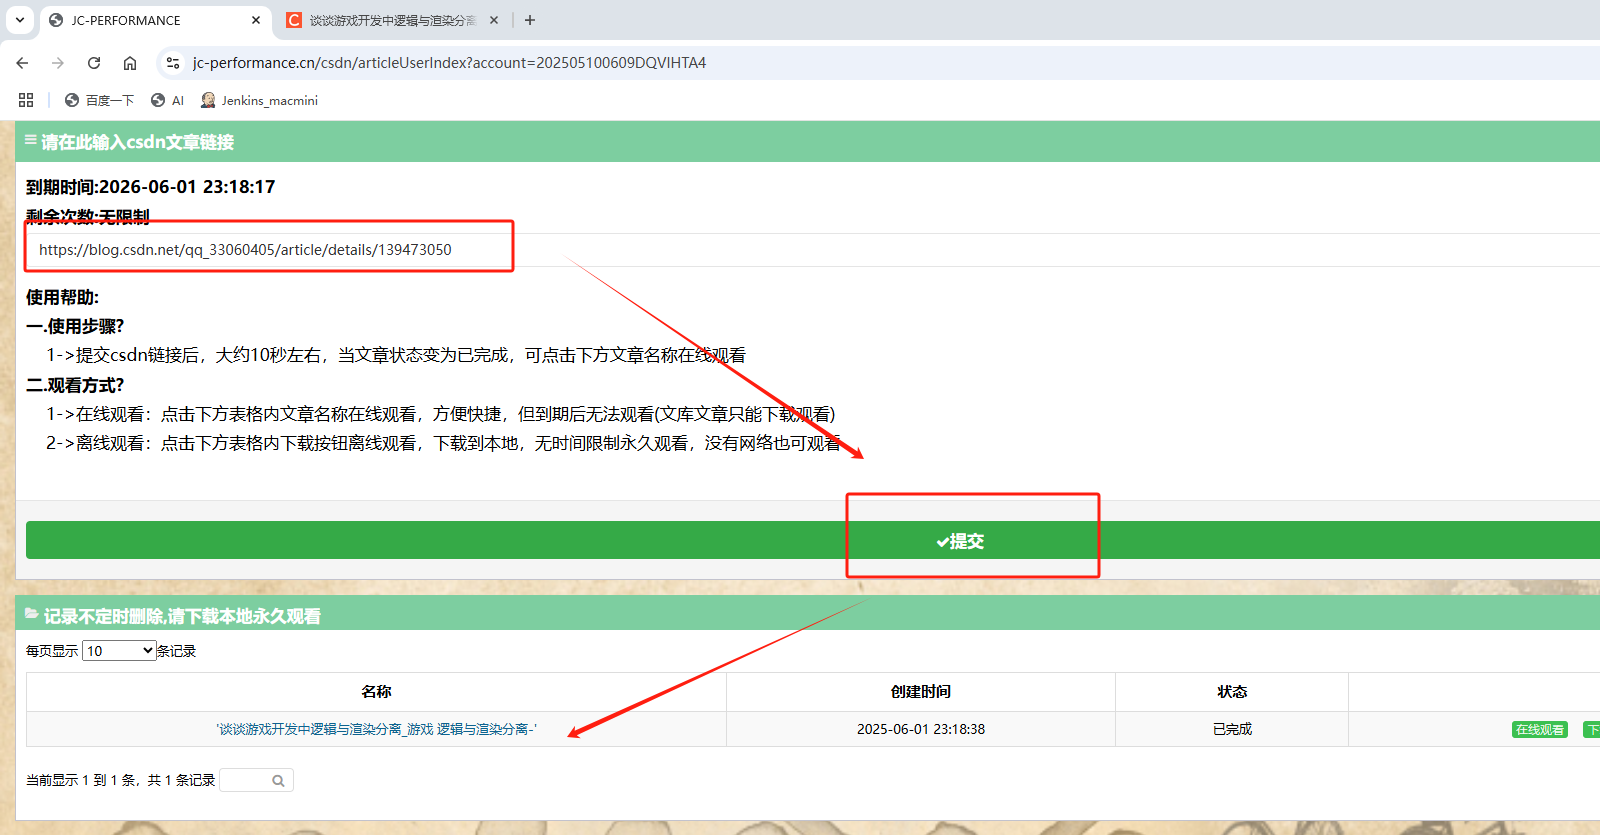 JC-PERFORMANCE
谈谈游戏开发中逻辑与渲染分离
jc-performance.cn/csdn/articleUserIndex?account=202505100609DQVIHTA4
百度一下
AI
Jenkins_macmini
请在此输入csdn文章链接
到期时间:2026-06-01 23:18:17
剩余次数:无限制
https://blog.csdn.net/qq_33060405/article/details/139473050
使用帮助:
一.使用步骤?
1->提交csdn链接后，大约10秒左右，当文章状态变为已完成，可点击下方文章名称在线观看
二.观看方式?
1->在线观看：点击下方表格内文章名称在线观看，方便快捷，但到期后无法观看(文库文章只能下载观看)
2->离线观看：点击下方表格内下载按钮离线观看，下载到本地，无时间限制永久观看，没有网络也可观看
提交
记录不定时删除,请下载本地永久观看
每页显示 10 条记录
名称 创建时间 状态
'谈谈游戏开发中逻辑与渲染分离_游戏 逻辑与渲染分离-' 2025-06-01 23:18:38 已完成 在线观看 下
当前显示 1 到 1 条，共 1 条记录